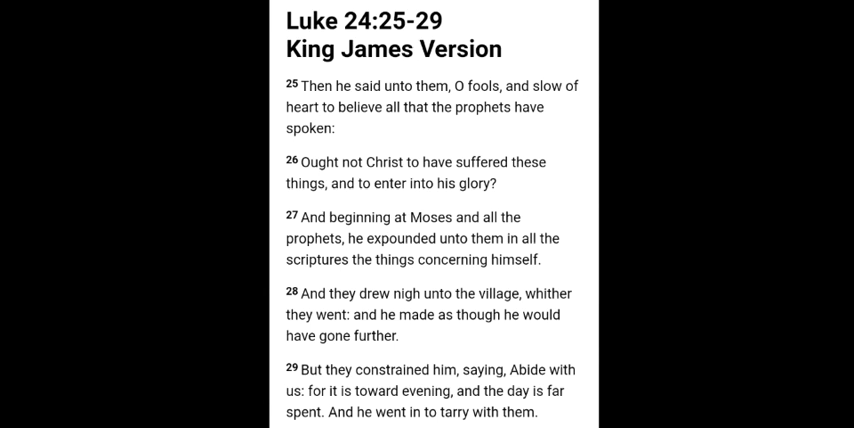 Luke 24:25-29
King James Version
25 Then he said unto them, O fools, and slow of
heart to believe all that the prophets have
spoken:
26 Ought not Christ to have suffered these
things, and to enter into his glory?
27 And beginning at Moses and all the
prophets, he expounded unto them in all the
scriptures the things concerning himself.
28 And they drew nigh unto the village, whither
they went: and he made as though he would
have gone further.
29 But they constrained him, saying, Abide with
us: for it is toward evening, and the day is far
spent. And he went in to tarry with them.